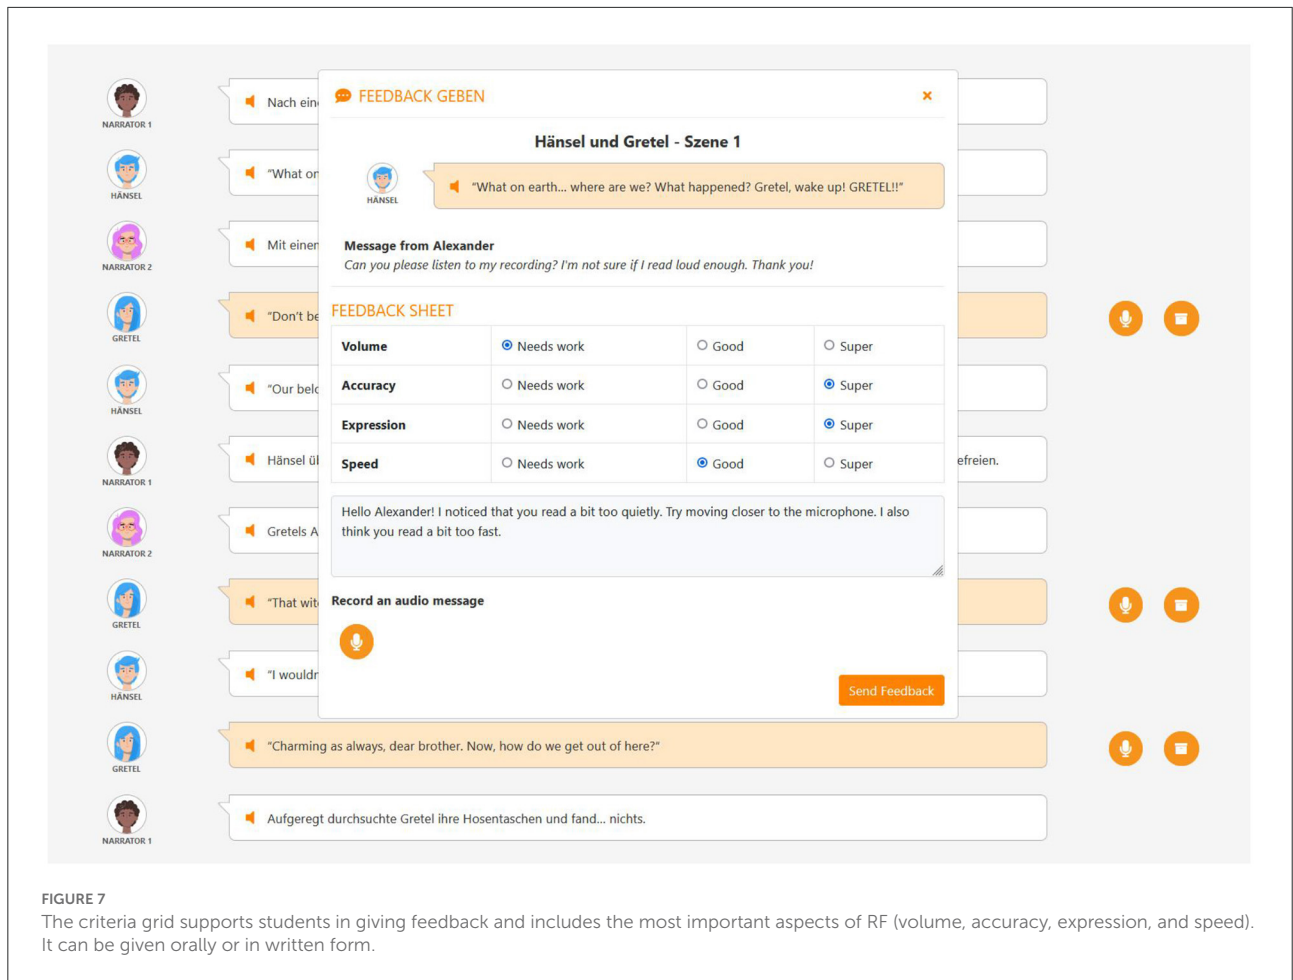 Nach ein
NARRATOR 1
"What or
HÄNSEL
Mit einer
NARRATOR 2
"Don't be
GRETEL
"Our belo
HÄNSEL
Hänsel ül
efreien.
NARRATOR 1
Gretels A
NARRATOR 2
"That wit
GRETEL
"I wouldr
HÄNSEL
"Charming as always, dear brother. Now, how do we get out of here?"
GRETEL
Aufgeregt durchsuchte Gretel ihre Hosentaschen und fand... nichts.
NARRATOR 1
FEEDBACK GEBEN
Hänsel und Gretel - Szene 1
"What on earth... where are we? What happened? Gretel, wake up! GRETEL!!"
HÄNSEL
Message from Alexander
Can you please listen to my recording? I'm not sure if I read loud enough. Thank you!
FEEDBACK SHEET
Volume Needs work Good Super
Accuracy Needs work Good Super
Expression Needs work Good Super
Speed Needs work Good Super
Hello Alexander! I noticed that you read a bit too quietly. Try moving closer to the microphone. I also
think you read a bit too fast.
Record an audio message
Send Feedback
FIGURE 7
The criteria grid supports students in giving feedback and includes the most important aspects of RF (volume, accuracy, expression, and speed).
It can be given orally or in written form.